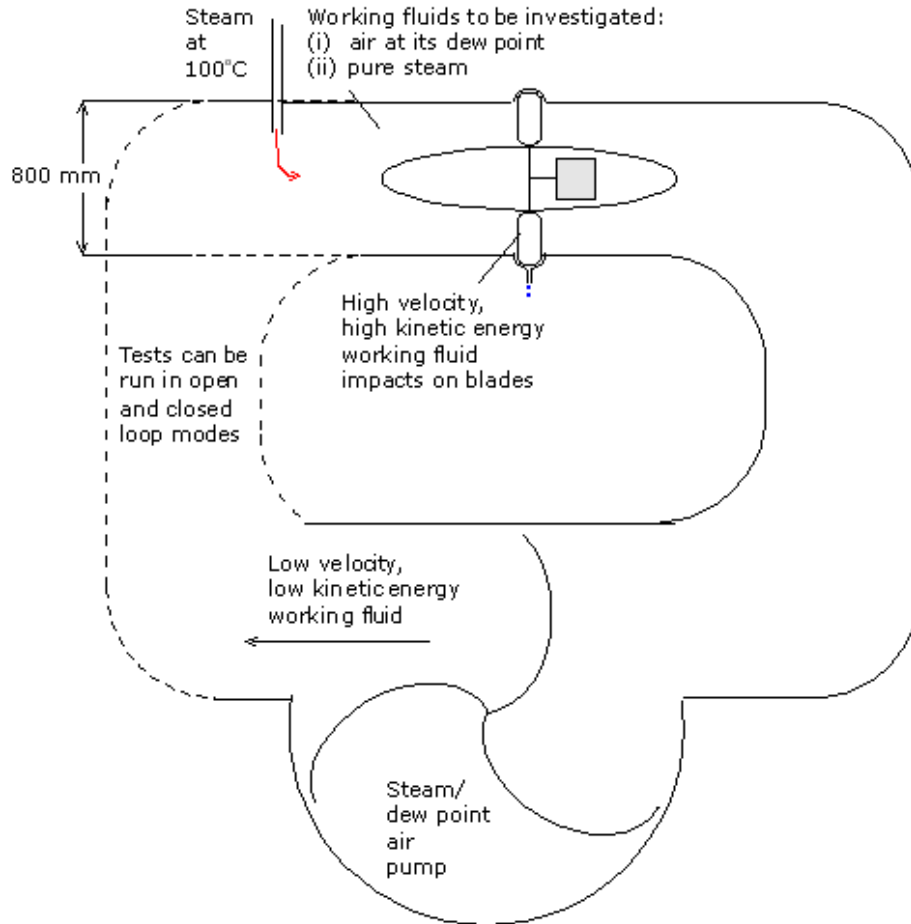 Steam
at
100°C
Working fluids to be investigated:
(i) air at its dew point
(ii) pure steam
800 mm
High velocity,
high kinetic energy
working fluid
impacts on blades
Tests can be
run in open
and closed
loop modes
Low velocity,
low kinetic energy
working fluid
Steam/
dew point
air
pump